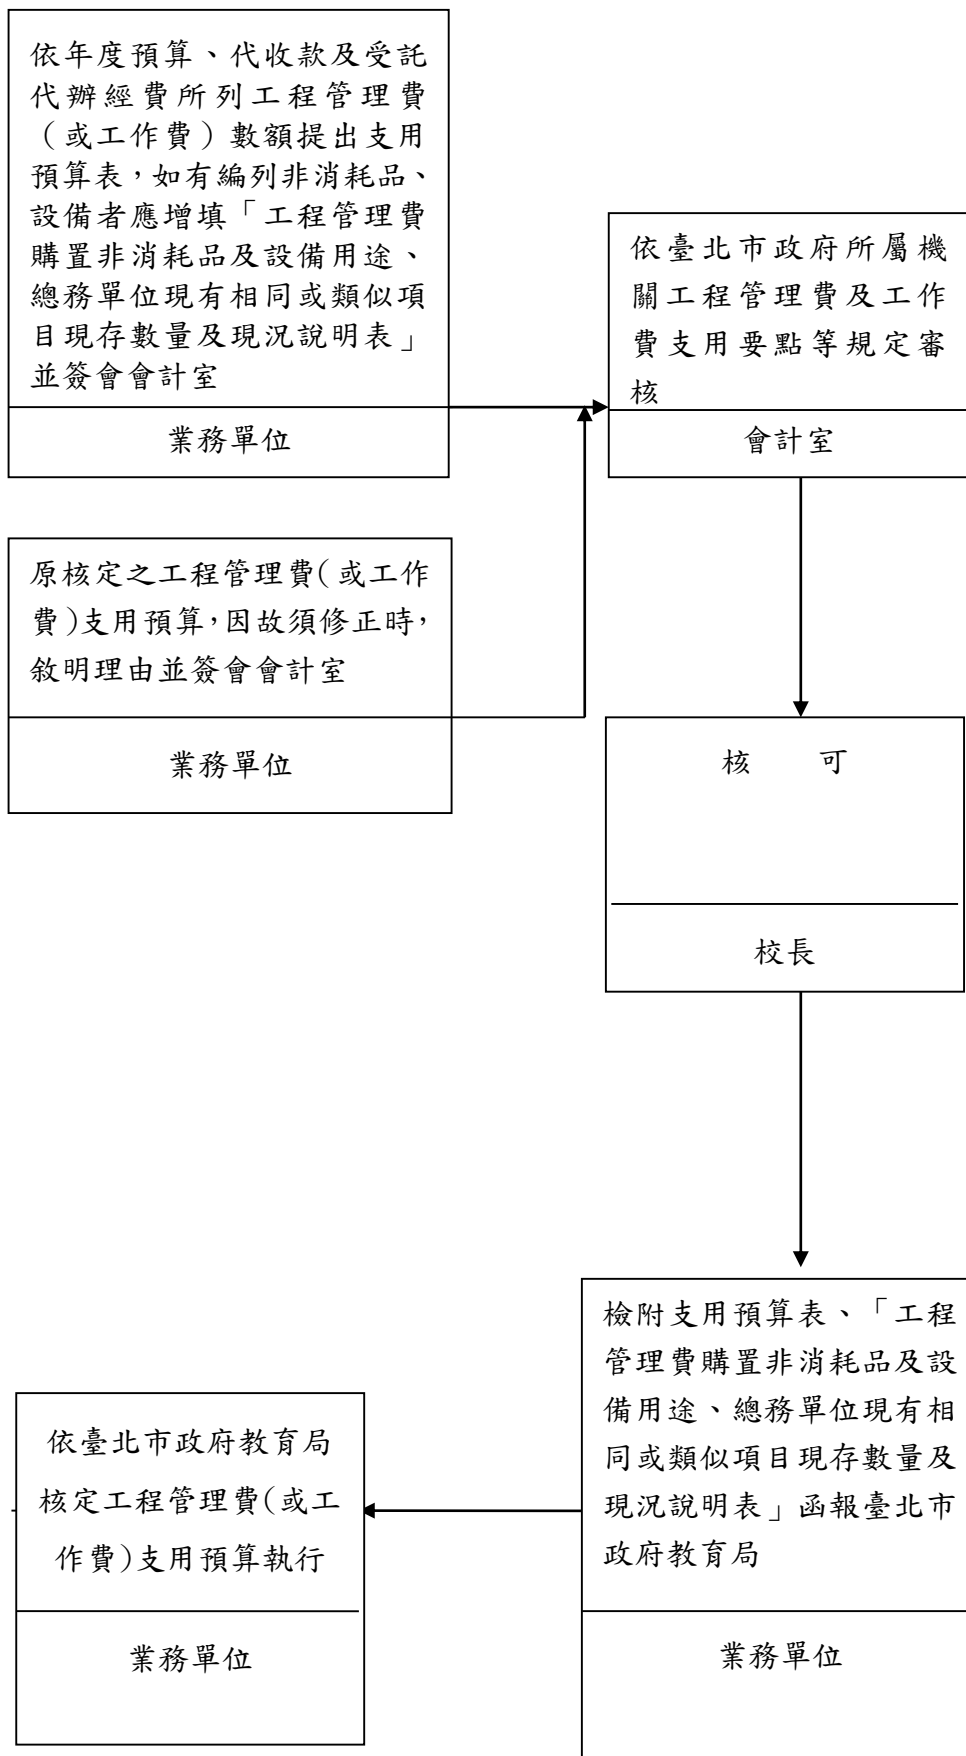 依年度預算、代收款及受託
代辦經費所列工程管理費
（或工作費）數額提出支用
預算表，如有編列非消耗品、
設備者應增填「工程管理費
購置非消耗品及設備用途、
總務單位現有相同或類似項
目現存數量及現況說明表」
並簽會會計室
業務單位
依臺北市政府所屬機
關工程管理費及工作
費支用要點等規定審
核
會計室
原核定之工程管理費（或工作
費）支用預算，因故須修正時，
敘明理由並簽會會計室
業務單位
核　　可
校長
檢附支用預算表、「工程
管理費購置非消耗品及設
備用途、總務單位現有相
同或類似項目現存數量及
現況說明表」函報臺北市
政府教育局
業務單位
依臺北市政府教育局
核定工程管理費（或工
作費）支用預算執行
業務單位